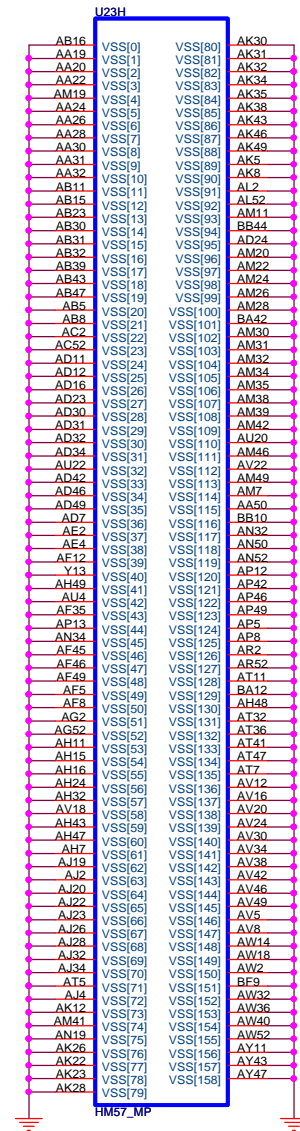 U23H
AB16 VSS[0] VSS[80] AK30
AA19 VSS[1] VSS[81] AK31
AA20 VSS[2] VSS[82] AK32
AA22 VSS[3] VSS[83] AK34
AM19 VSS[4] VSS[84] AK35
AA24 VSS[5] VSS[85] AK38
AA26 VSS[6] VSS[86] AK43
AA28 VSS[7] VSS[87] AK46
AA30 VSS[8] VSS[88] AK49
AA31 VSS[9] VSS[89] AK5
AA32 VSS[10] VSS[90] AK8
AB11 VSS[11] VSS[91] AL2
AB15 VSS[12] VSS[92] AL52
AB23 VSS[13] VSS[93] AM11
AB30 VSS[14] VSS[94] BB44
AB31 VSS[15] VSS[95] AD24
AB32 VSS[16] VSS[96] AM20
AB39 VSS[17] VSS[97] AM22
AB43 VSS[18] VSS[98] AM24
AB47 VSS[19] VSS[99] AM26
AB5 VSS[20] VSS[100] AM28
AB8 VSS[21] VSS[101] BA42
AC2 VSS[22] VSS[102] AM30
AC52 VSS[23] VSS[103] AM31
AD11 VSS[24] VSS[104] AM32
AD12 VSS[25] VSS[105] AM34
AD16 VSS[26] VSS[106] AM35
AD23 VSS[27] VSS[107] AM38
AD30 VSS[28] VSS[108] AM39
AD31 VSS[29] VSS[109] AM42
AD32 VSS[30] VSS[110] AU20
AD34 VSS[31] VSS[111] AM46
AU22 VSS[32] VSS[112] AV22
AD42 VSS[33] VSS[113] AM49
AD46 VSS[34] VSS[114] AM7
AD49 VSS[35] VSS[115] AA50
AD7 VSS[36] VSS[116] BB10
AE2 VSS[37] VSS[117] AN32
AE4 VSS[38] VSS[118] AN50
AF12 VSS[39] VSS[119] AN52
Y13 VSS[40] VSS[120] AP12
AH49 VSS[41] VSS[121] AP42
AU4 VSS[42] VSS[122] AP46
AF35 VSS[43] VSS[123] AP49
AP13 VSS[44] VSS[124] AP5
AN34 VSS[45] VSS[125] AP8
AF45 VSS[46] VSS[126] AR2
AF46 VSS[47] VSS[127] AR52
AF49 VSS[48] VSS[128] AT11
AF5 VSS[49] VSS[129] BA12
AF8 VSS[50] VSS[130] AH48
AG2 VSS[51] VSS[131] AT32
AG52 VSS[52] VSS[132] AT36
AH11 VSS[53] VSS[133] AT41
AH15 VSS[54] VSS[134] AT47
AH16 VSS[55] VSS[135] AT7
AH24 VSS[56] VSS[136] AV12
AH32 VSS[57] VSS[137] AV16
AV18 VSS[58] VSS[138] AV20
AH43 VSS[59] VSS[139] AV24
AH47 VSS[60] VSS[140] AV30
AH7 VSS[61] VSS[141] AV34
AJ19 VSS[62] VSS[142] AV38
AJ2 VSS[63] VSS[143] AV42
AJ20 VSS[64] VSS[144] AV46
AJ22 VSS[65] VSS[145] AV49
AJ23 VSS[66] VSS[146] AV5
AJ26 VSS[67] VSS[147] AV8
AJ28 VSS[68] VSS[148] AW14
AJ32 VSS[69] VSS[149] AW18
AJ34 VSS[70] VSS[150] AW2
AT5 VSS[71] VSS[151] BF9
AJ4 VSS[72] VSS[152] AW32
AK12 VSS[73] VSS[153] AW36
AM41 VSS[74] VSS[154] AW40
AN19 VSS[75] VSS[155] AW52
AK26 VSS[76] VSS[156] AY11
AK22 VSS[77] VSS[157] AY43
AK23 VSS[78] VSS[158] AY47
AK28 VSS[79]
HM57_MP